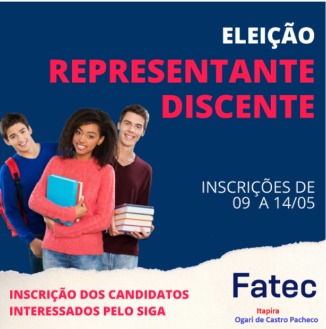 ELEIÇÃO
REPRESENTANTE
DISCENTE
INSCRIÇÕES DE
09 A 14/05
INSCRIÇÃO DOS CANDIDATOS
INTERESSADOS PELO SIGA
Fatec
Itapira
Ogari de Castro Pacheco